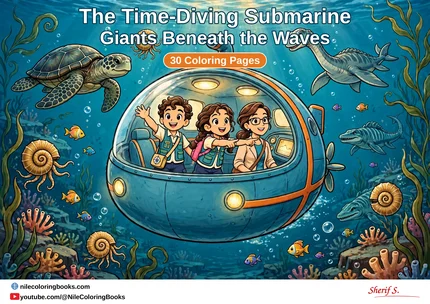 The Time-Diving Submarine
Giants Beneath the Waves
30 Coloring Pages
nilecoloringbooks.com
youtube.com/@NileColoringBooks
Sherif S.